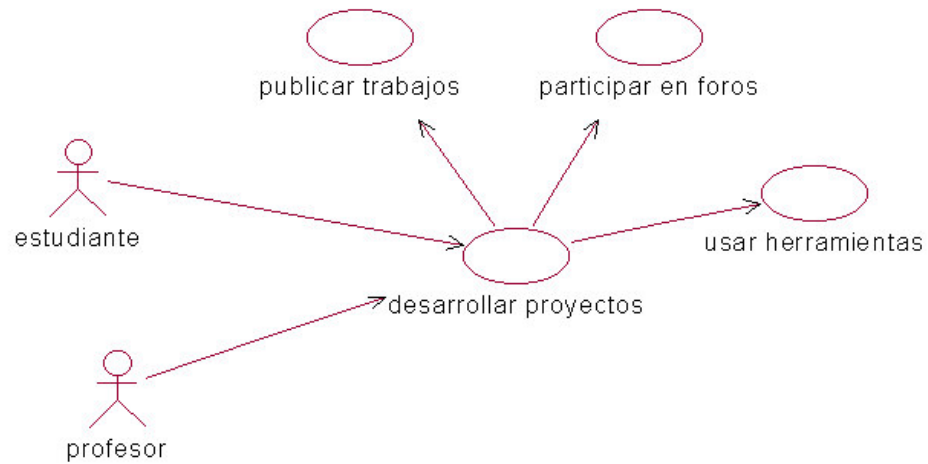 publicar trabajos
participar en foros
estudiante
usar herramientas
desarrollar proyectos
profesor